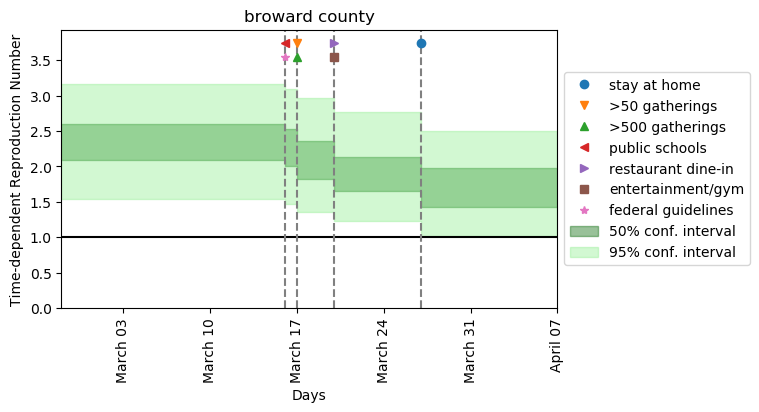 broward county
Time-dependent Reproduction Number
3.5
3.0
2.5
2.0
1.5
1.0
0.5
0.0
March 03
March 10
March 17
March 24
March 31
April 07
Days
stay at home
>50 gatherings
>500 gatherings
public schools
restaurant dine-in
entertainment/gym
federal guidelines
50% conf. interval
95% conf. interval